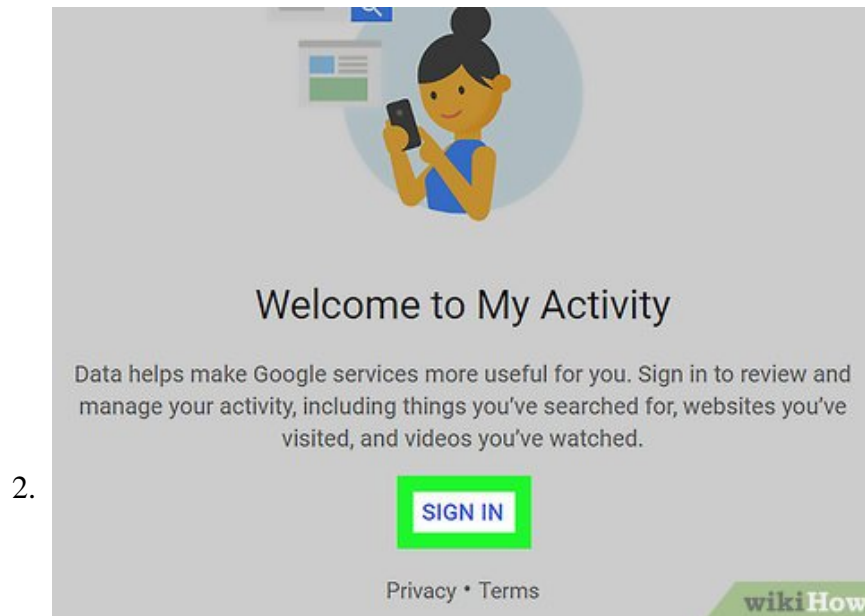 Welcome to My Activity
Data helps make Google services more useful for you. Sign in to review and
manage your activity, including things you’ve searched for, websites you’ve
visited, and videos you’ve watched.
2.
SIGN IN
Privacy • Terms
wikiHow